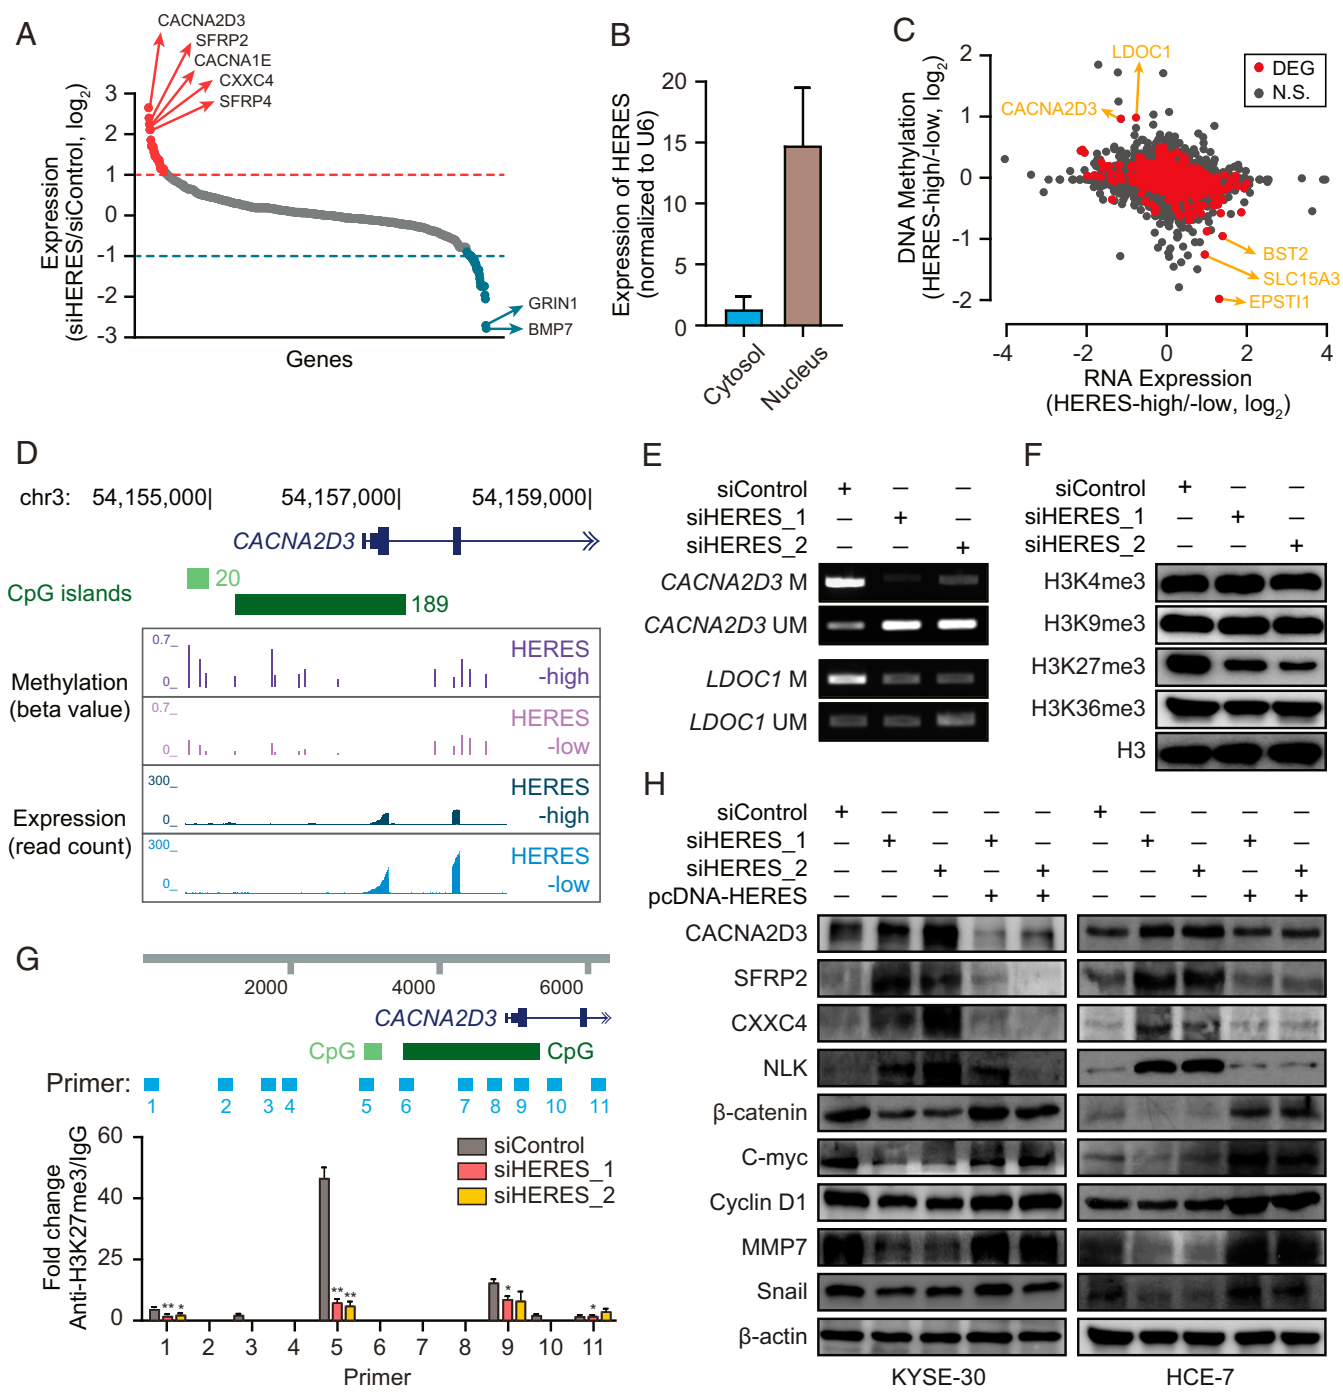 A
CACNA2D3
SFRP2
CACNA1E
CXXC4
SFRP4
3
2
1
0
-1
-2
-3
Expression
(siHERES/siControl, log2)
GRIN1
BMP7
Genes
B
20
15
10
5
0
Expression of HERES
(normalized to U6)
Cytosol
Nucleus
C
LDOC1
CACNA2D3
DEG
N.S.
2
1
0
-1
-2
DNA Methylation
(HERES-high/-low, log2)
BST2
SLC15A3
EPSTI1
-4 -2 0 2 4
RNA Expression
(HERES-high/-low, log2)
D
chr3: 54,155,000| 54,157,000| 54,159,000|
CACNA2D3
CpG islands
20
189
Methylation
(beta value)
0.7_
0_
HERES
-high
0.7_
0_
HERES
-low
Expression
(read count)
300_
0_
HERES
-high
300_
0_
HERES
-low
E
siControl + – –
siHERES_1 – + –
siHERES_2 – – +
CACNA2D3 M
CACNA2D3 UM
LDOC1 M
LDOC1 UM
F
siControl + – –
siHERES_1 – + –
siHERES_2 – – +
H3K4me3
H3K9me3
H3K27me3
H3K36me3
H3
G
2000 4000 6000
CACNA2D3
CpG CpG
Primer:
1 2 3 4 5 6 7 8 9 10 11
60
40
25
0
Fold change
Anti-H3K27me3/IgG
siControl
siHERES_1
siHERES_2
** * ** ** * *
1 2 3 4 5 6 7 8 9 10 11
Primer
H
siControl + – – – – + – – – –
siHERES_1 – + – + – – + – + –
siHERES_2 – – + – + – – + – +
pcDNA-HERES – – – + + – – – + +
CACNA2D3
SFRP2
CXXC4
NLK
β-catenin
C-myc
Cyclin D1
MMP7
Snail
β-actin
KYSE-30 HCE-7